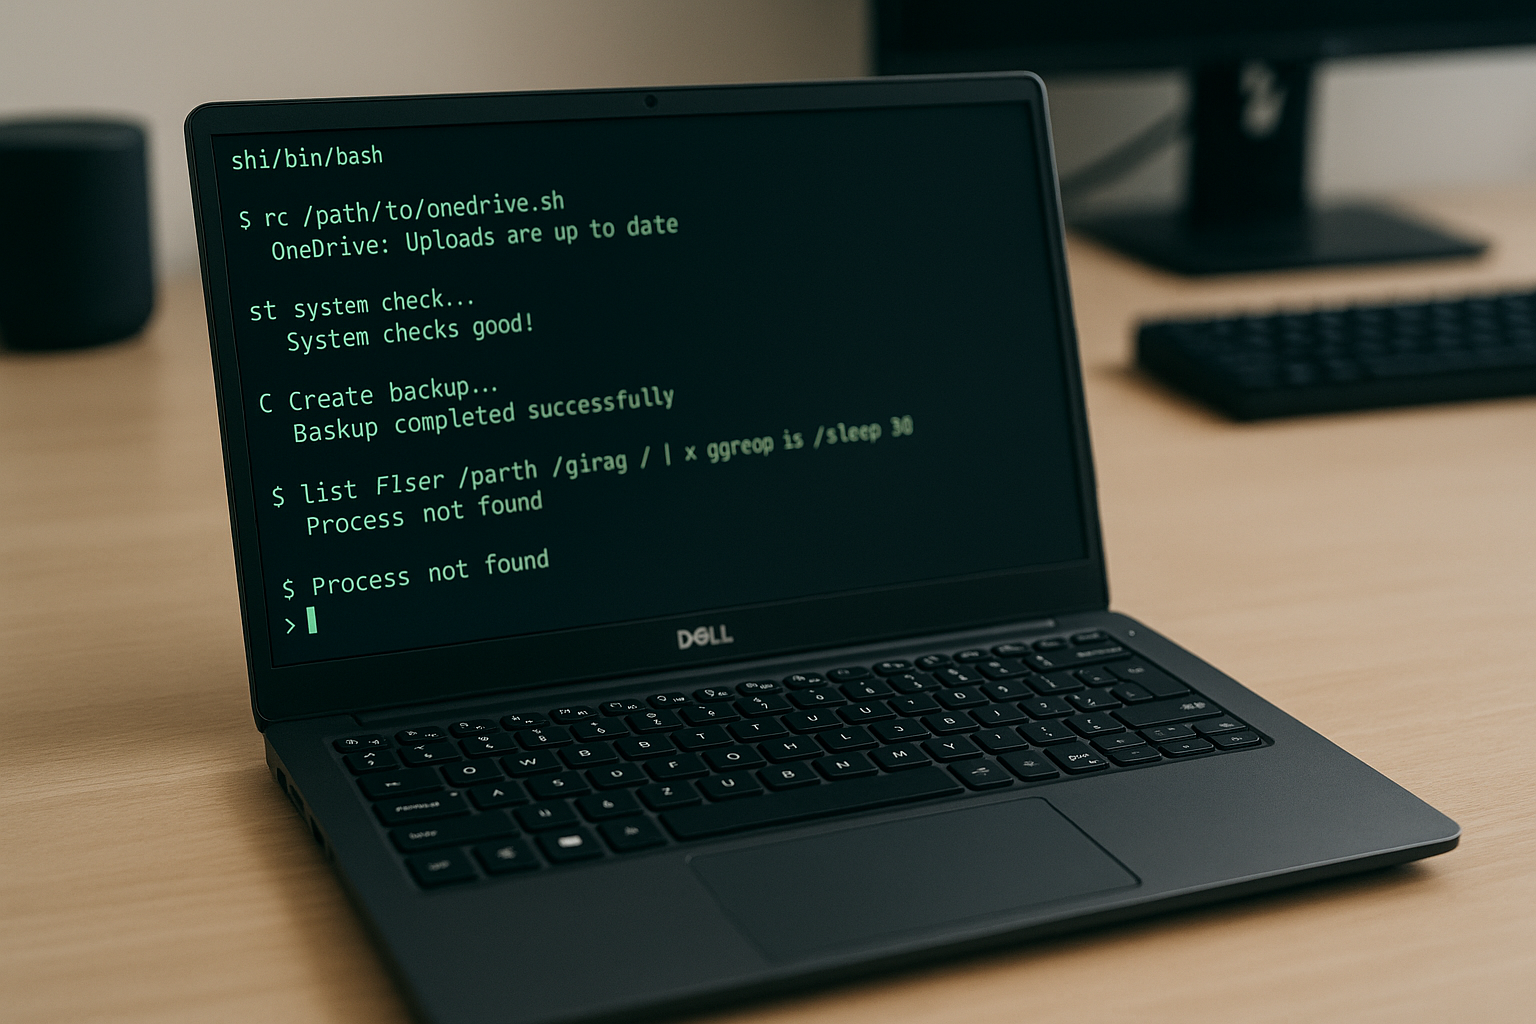 shi/bin/bash
$ rc /path/to/onedrive.sh
OneDrive: Uploads are up to date
st system check...
System checks good!
C Create backup...
Baskup completed successfully
$ list F1ser /parth /girag / | x ggreop is /sleep 30
Process not found
$ Process not found
>
DELL